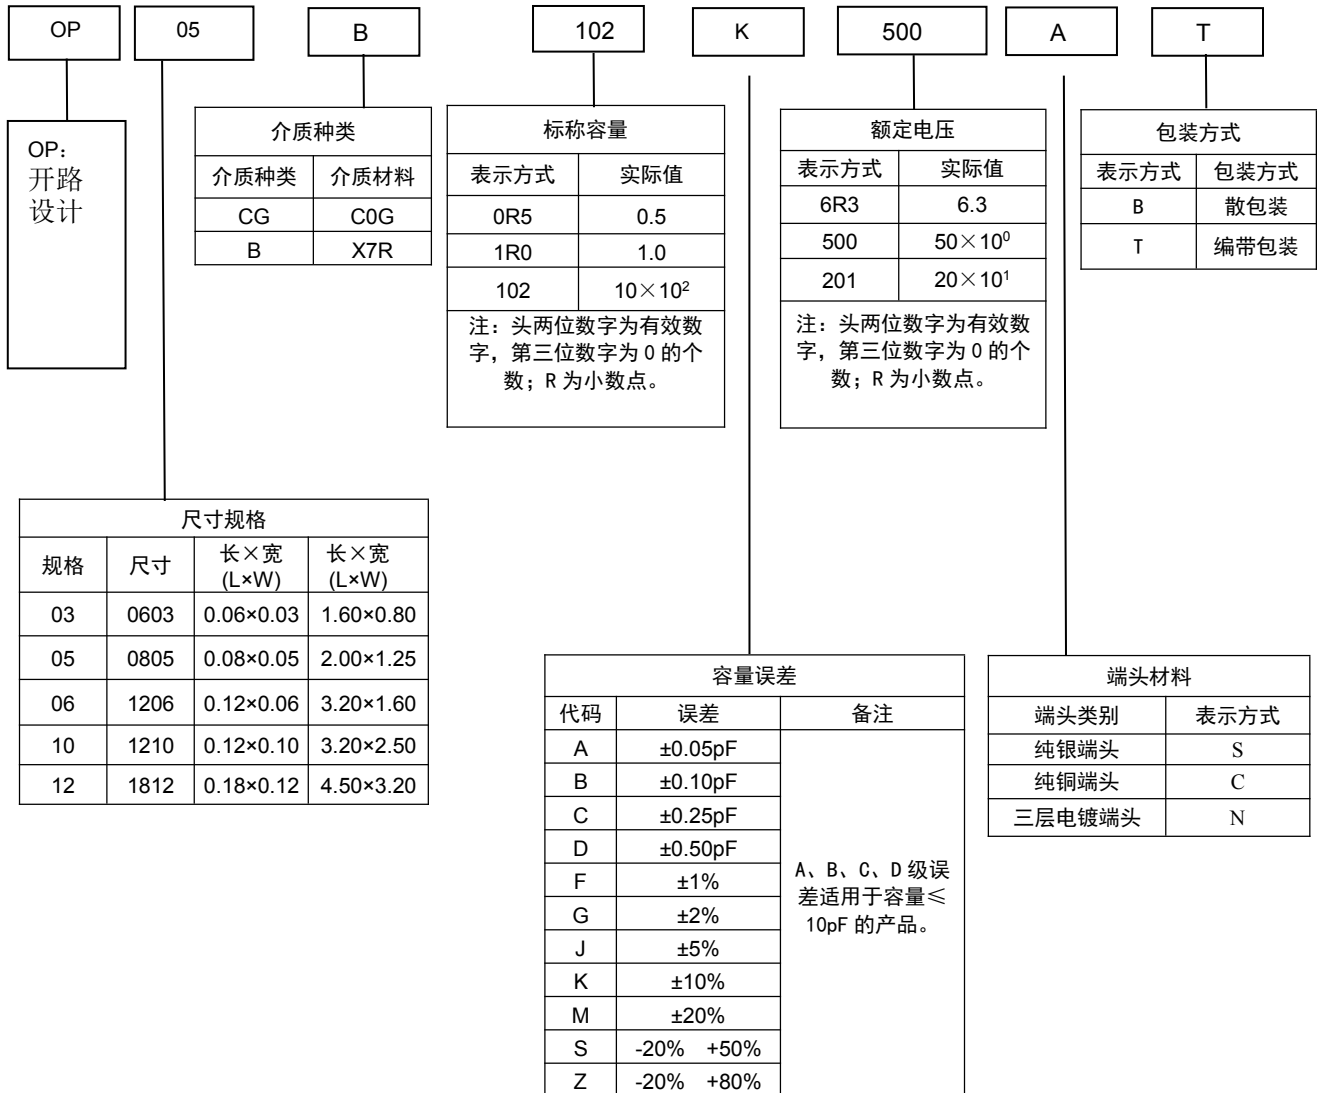 OP 05 B 102 K 500 A T
OP:
开路
设计
介质种类
介质种类 介质材料
CG C0G
B X7R
标称容量
表示方式 实际值
0R5 0.5
1R0 1.0
102 10×10²
注：头两位数字为有效数
字，第三位数字为 0 的个
数；R 为小数点。
额定电压
表示方式 实际值
6R3 6.3
500 50×10⁰
201 20×10¹
注：头两位数字为有效数
字，第三位数字为 0 的个
数；R 为小数点。
包装方式
表示方式 包装方式
B 散包装
T 编带包装
尺寸规格
规格 尺寸 长×宽 (L×W) 长×宽 (L×W)
03 0603 0.06×0.03 1.60×0.80
05 0805 0.08×0.05 2.00×1.25
06 1206 0.12×0.06 3.20×1.60
10 1210 0.12×0.10 3.20×2.50
12 1812 0.18×0.12 4.50×3.20
容量误差
代码 误差 备注
A ±0.05pF
B ±0.10pF
C ±0.25pF
D ±0.50pF
F ±1%
G ±2%
J ±5%
K ±10%
M ±20%
S -20% +50%
Z -20% +80%
A、B、C、D 级误
差适用于容量≤
10pF 的产品。
端头材料
端头类别 表示方式
纯银端头 S
纯铜端头 C
三层电镀端头 N